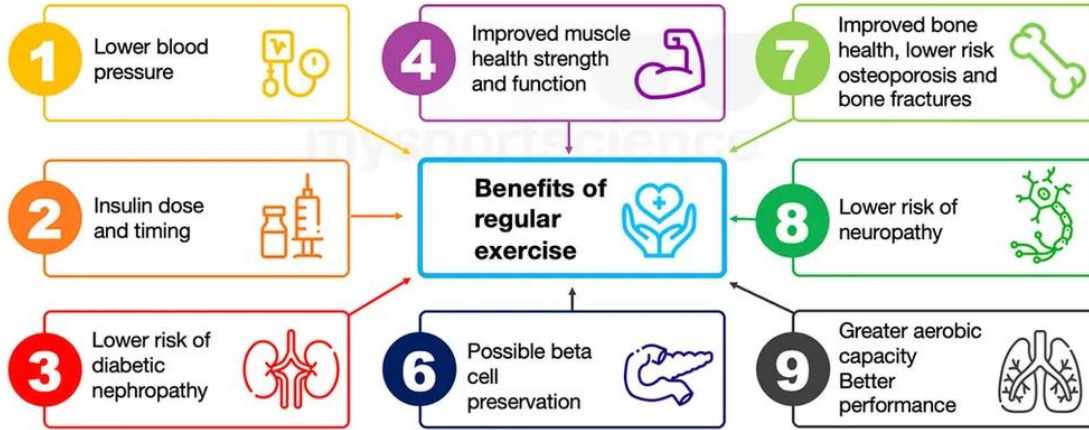 1
Lower blood
pressure
2
Insulin dose
and timing
3
Lower risk of
diabetic
nephropathy
4
Improved muscle
health strength
and function
mysportscience
Benefits of
regular
exercise
6
Possible beta
cell
preservation
7
Improved bone
health, lower risk
osteoporosis and
bone fractures
8
Lower risk of
neuropathy
9
Greater aerobic
capacity
Better
performance